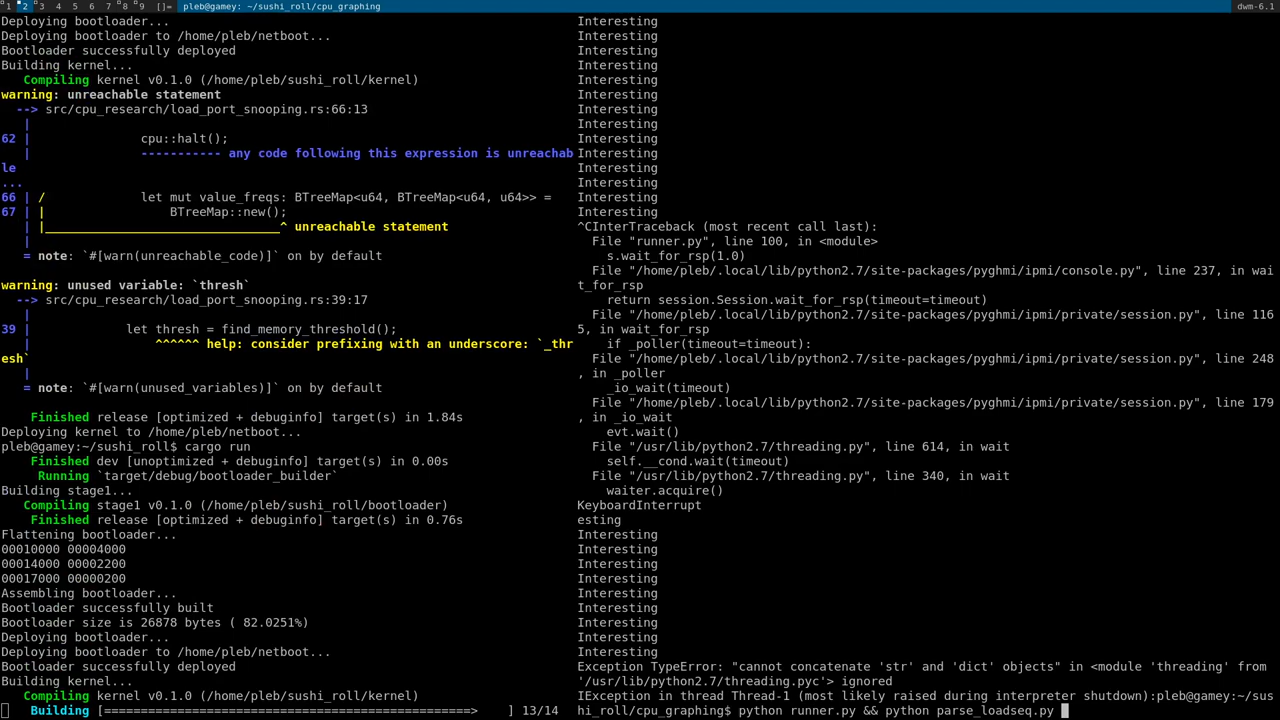 1 2 3 4 5 6 7 8 9 []= pleb@gamey: ~/sushi_roll/cpu_graphing dwm-6.1
Deploying bootloader...
Deploying bootloader to /home/pleb/netboot...
Bootloader successfully deployed
Building kernel...
Compiling kernel v0.1.0 (/home/pleb/sushi_roll/kernel)
warning: unreachable statement
--> src/cpu_research/load_port_snooping.rs:66:13
|
62 | cpu::halt();
| ----------- any code following this expression is unreachab
le
...
66 | / let mut value_freqs: BTreeMap<u64, BTreeMap<u64, u64>> =
67 | | BTreeMap::new();
| |_________________________________^ unreachable statement
|
= note: `#[warn(unreachable_code)]` on by default
warning: unused variable: `thresh`
--> src/cpu_research/load_port_snooping.rs:39:17
|
39 | let thresh = find_memory_threshold();
| ^^^^^^ help: consider prefixing with an underscore: `_thr
esh`
|
= note: `#[warn(unused_variables)]` on by default
Finished release [optimized + debuginfo] target(s) in 1.84s
Deploying kernel to /home/pleb/netboot...
pleb@gamey:~/sushi_roll$ cargo run
Finished dev [unoptimized + debuginfo] target(s) in 0.00s
Running `target/debug/bootloader_builder`
Building stage1...
Compiling stage1 v0.1.0 (/home/pleb/sushi_roll/bootloader)
Finished release [optimized + debuginfo] target(s) in 0.76s
Flattening bootloader...
00010000 00004000
00014000 00002200
00017000 00000200
Assembling bootloader...
Bootloader successfully built
Bootloader size is 26878 bytes ( 82.0251%)
Deploying bootloader...
Deploying bootloader to /home/pleb/netboot...
Bootloader successfully deployed
Building kernel...
Compiling kernel v0.1.0 (/home/pleb/sushi_roll/kernel)
Building [==================================================> ] 13/14
Interesting
Interesting
Interesting
Interesting
Interesting
Interesting
Interesting
Interesting
Interesting
Interesting
Interesting
Interesting
Interesting
Interesting
^CInterTraceback (most recent call last):
File "runner.py", line 100, in <module>
s.wait_for_rsp(1.0)
File "/home/pleb/.local/lib/python2.7/site-packages/pyghmi/ipmi/console.py", line 237, in wai
t_for_rsp
return session.Session.wait_for_rsp(timeout=timeout)
File "/home/pleb/.local/lib/python2.7/site-packages/pyghmi/ipmi/private/session.py", line 116
5, in wait_for_rsp
if _poller(timeout=timeout):
File "/home/pleb/.local/lib/python2.7/site-packages/pyghmi/ipmi/private/session.py", line 248
, in _poller
_io_wait(timeout)
File "/home/pleb/.local/lib/python2.7/site-packages/pyghmi/ipmi/private/session.py", line 179
, in _io_wait
evt.wait()
File "/usr/lib/python2.7/threading.py", line 614, in wait
self.__cond.wait(timeout)
File "/usr/lib/python2.7/threading.py", line 340, in wait
waiter.acquire()
KeyboardInterrupt
esting
Interesting
Interesting
Interesting
Interesting
Interesting
Interesting
Interesting
Interesting
Interesting
Exception TypeError: "cannot concatenate 'str' and 'dict' objects" in <module 'threading' from
'/usr/lib/python2.7/threading.pyc'> ignored
IException in thread Thread-1 (most likely raised during interpreter shutdown):pleb@gamey:~/sus
hi_roll/cpu_graphing$ python runner.py && python parse_loadseq.py